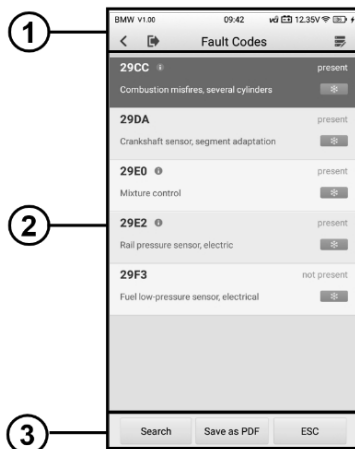 BMW V1.00 09:42 12.35V
Fault Codes
29CC present
Combustion misfires, several cylinders
29DA present
Crankshaft sensor, segment adaptation
29E0 present
Mixture control
29E2 present
Rail pressure sensor, electric
29F3 not present
Fuel low-pressure sensor, electrical
Search Save as PDF ESC
1
2
3